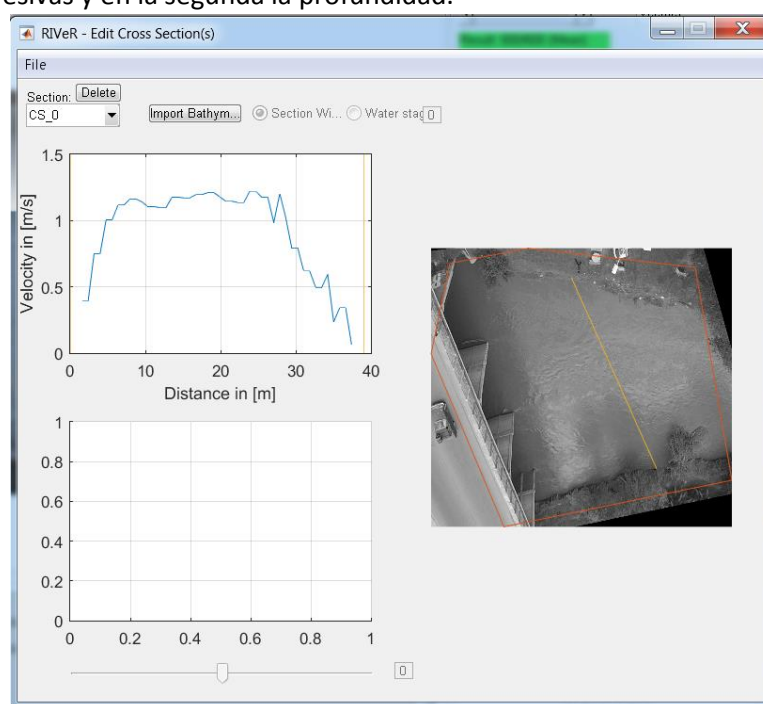 esivas y en la segunda la profundidad.
RIVeR - Edit Cross Section(s)
File
Section: Delete
CS_0 Import Bathym... Section Wi... Water stag 0
1.5
1
0.5
0
Velocity in [m/s]
0 10 20 30 40
Distance in [m]
1
0.8
0.6
0.4
0.2
0
0 0.2 0.4 0.6 0.8 1
0